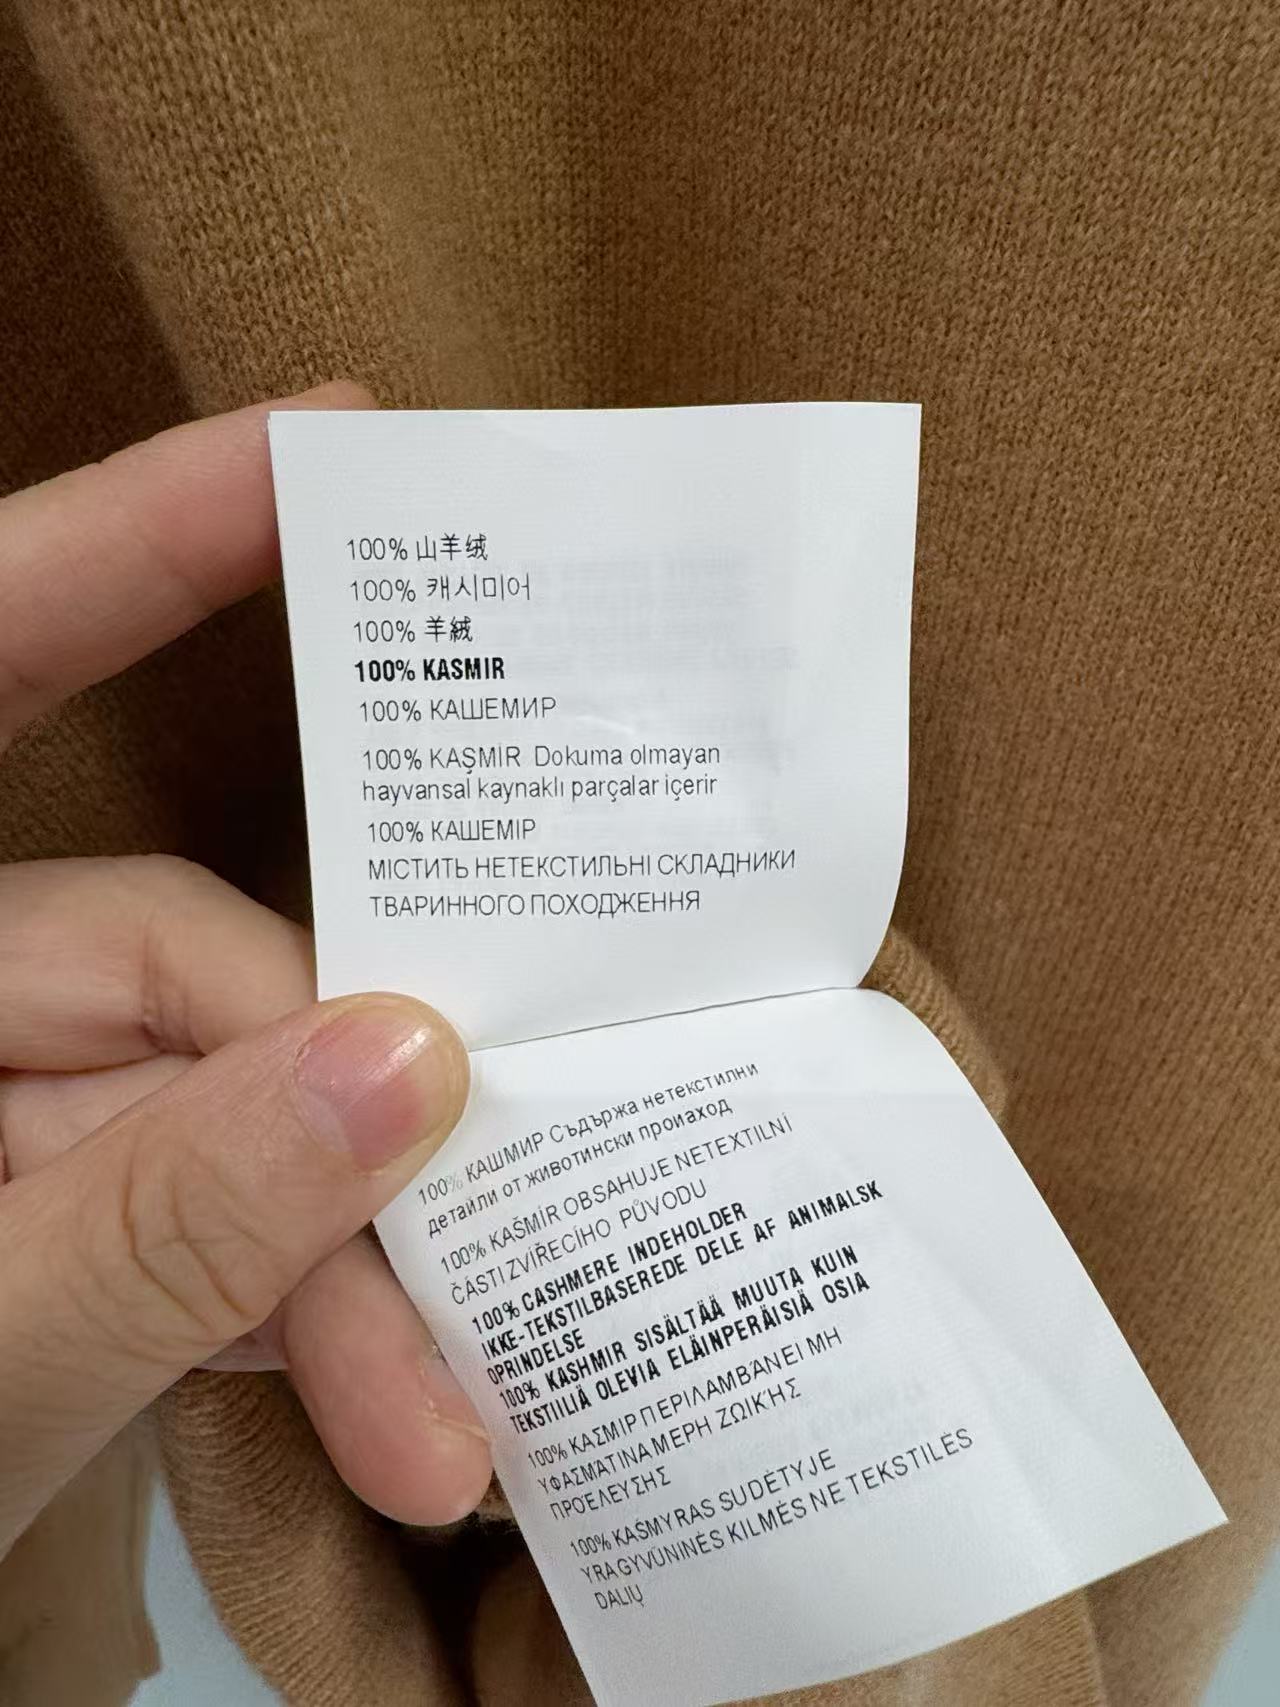 100% 山羊绒
100% 캐시미어
100% 羊絨
100% KASMIR
100% КАШЕМИР
100% KAŞMIR Dokuma olmayan
hayvansal kaynaklı parçalar içerir
100% КАШЕМІР
МІСТИТЬ НЕТЕКСТИЛЬНІ СКЛАДНИКИ
ТВАРИННОГО ПОХОДЖЕННЯ
100% КАШМИР Съдържа нетекстилни
детайли от животински произход
100% KAŠMÍR OBSAHUJE NETEXTILNÍ
ČÁSTI ZVÍŘECÍHO PŮVODU
100% CASHMERE INDEHOLDER
IKKE-TEKSTILBASEREDE DELE AF ANIMALSK
OPRINDELSE
100% KASHMIR SISÄLTÄÄ MUUTA KUIN
TEKSTIILIÄ OLEVIA ELÄINPERÄISIÄ OSIA
100% ΚΑΣΜΙΡ ΠΕΡΙΛΑΜΒΆΝΕΙ ΜΗ
ΥΦΑΣΜΆΤΙΝΑ ΜΕΡΗ ΖΩΙΚΉΣ
ΠΡΟΈΛΕΥΣΗΣ
100% KAŠMYRAS SUDĖTYJE
YRA GYVŪNINĖS KILMĖS NE TEKSTILĖS
DALIŲ